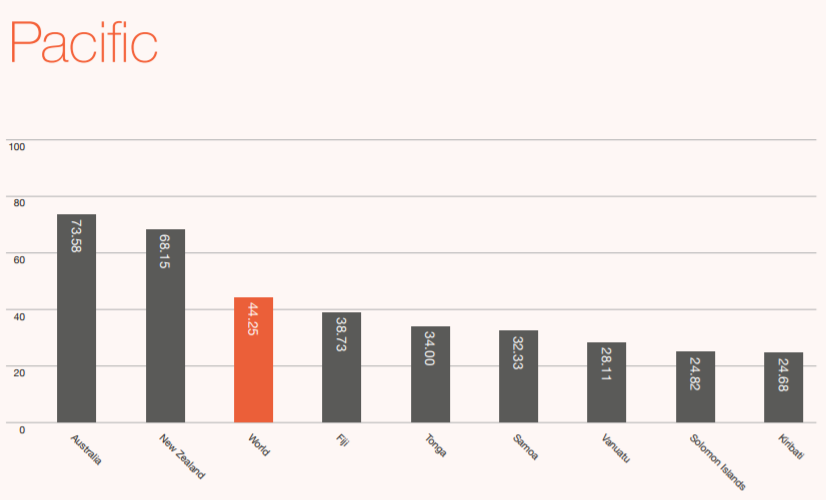 Pacific
100
80
60
40
20
0
73.58
68.15
44.25
38.73
34.00
32.33
28.11
24.82
24.68
Australia
New Zealand
World
Fiji
Tonga
Samoa
Vanuatu
Solomon Islands
Kiribati